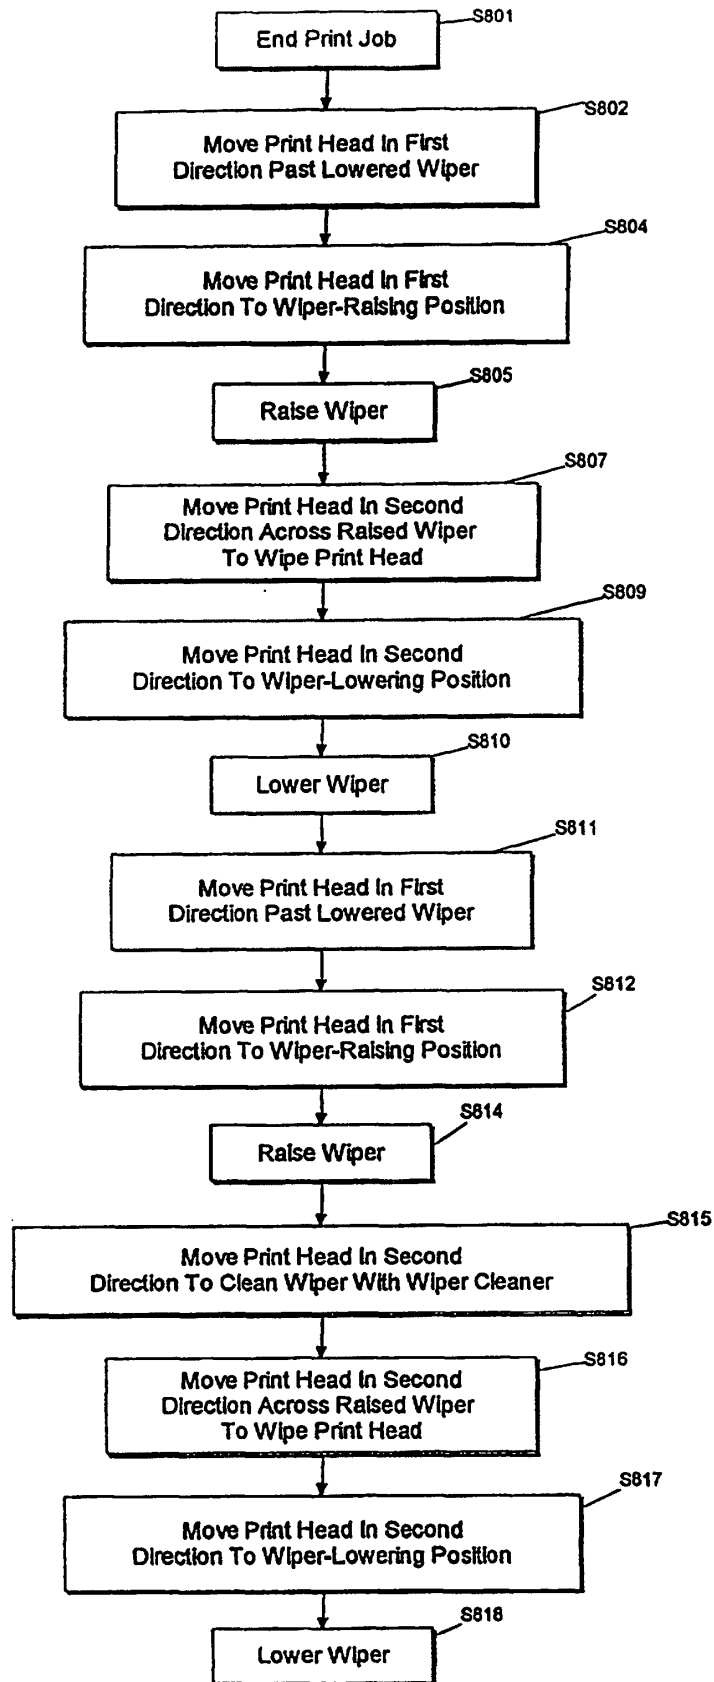 S801
End Print Job
S802
Move Print Head In First
Direction Past Lowered Wiper
S804
Move Print Head In First
Direction To Wiper-Raising Position
S805
Raise Wiper
S807
Move Print Head In Second
Direction Across Raised Wiper
To Wipe Print Head
S809
Move Print Head In Second
Direction To Wiper-Lowering Position
S810
Lower Wiper
S811
Move Print Head In First
Direction Past Lowered Wiper
S812
Move Print Head In First
Direction To Wiper-Raising Position
S814
Raise Wiper
S815
Move Print Head In Second
Direction To Clean Wiper With Wiper Cleaner
S816
Move Print Head In Second
Direction Across Raised Wiper
To Wipe Print Head
S817
Move Print Head In Second
Direction To Wiper-Lowering Position
S818
Lower Wiper